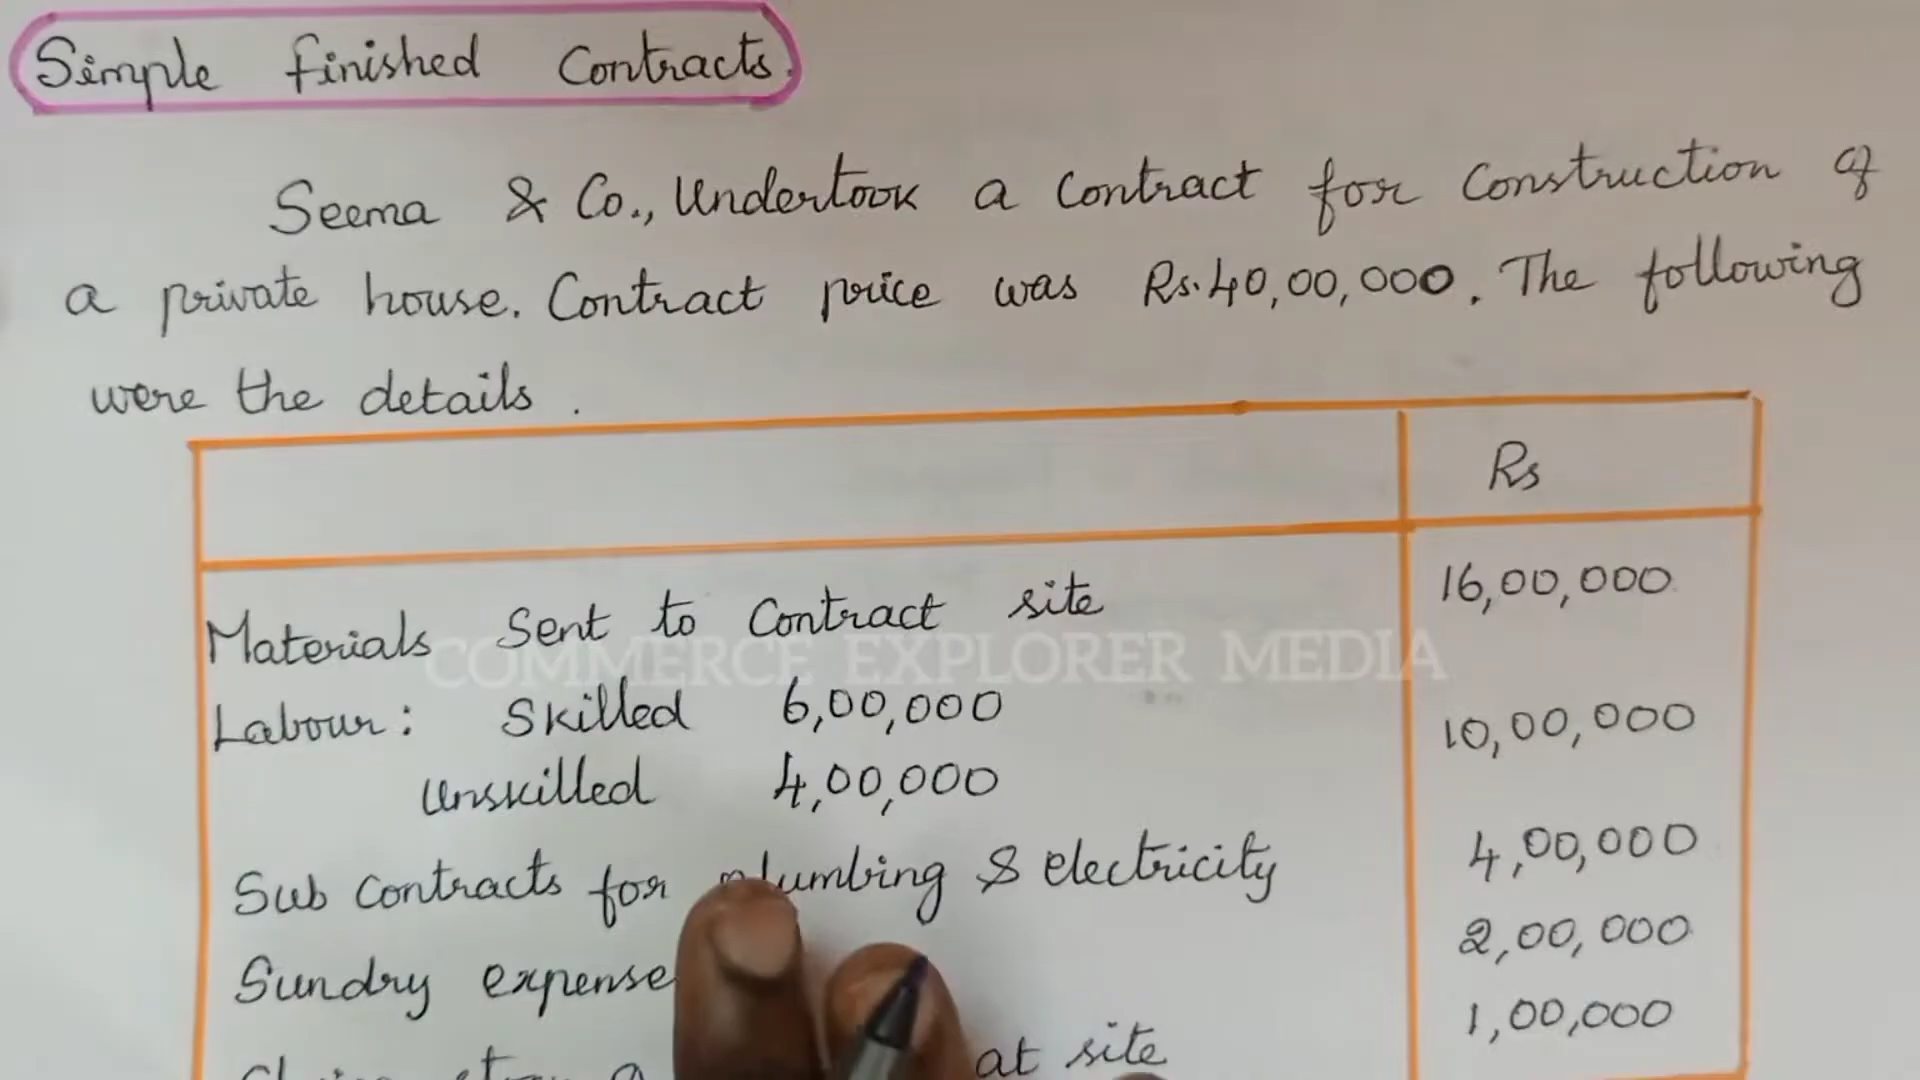 Simple finished Contracts.
Seema & Co., Undertook a Contract for Construction of
a private house. Contract price was Rs.40,00,000. The following
were the details.
Rs
Materials Sent to Contract site 16,00,000
COMMERCE EXPLORER MEDIA
Labour: Skilled 6,00,000 10,00,000
Unskilled 4,00,000
Sub Contracts for plumbing & electricity 4,00,000
Sundry expense 2,00,000
at site 1,00,000